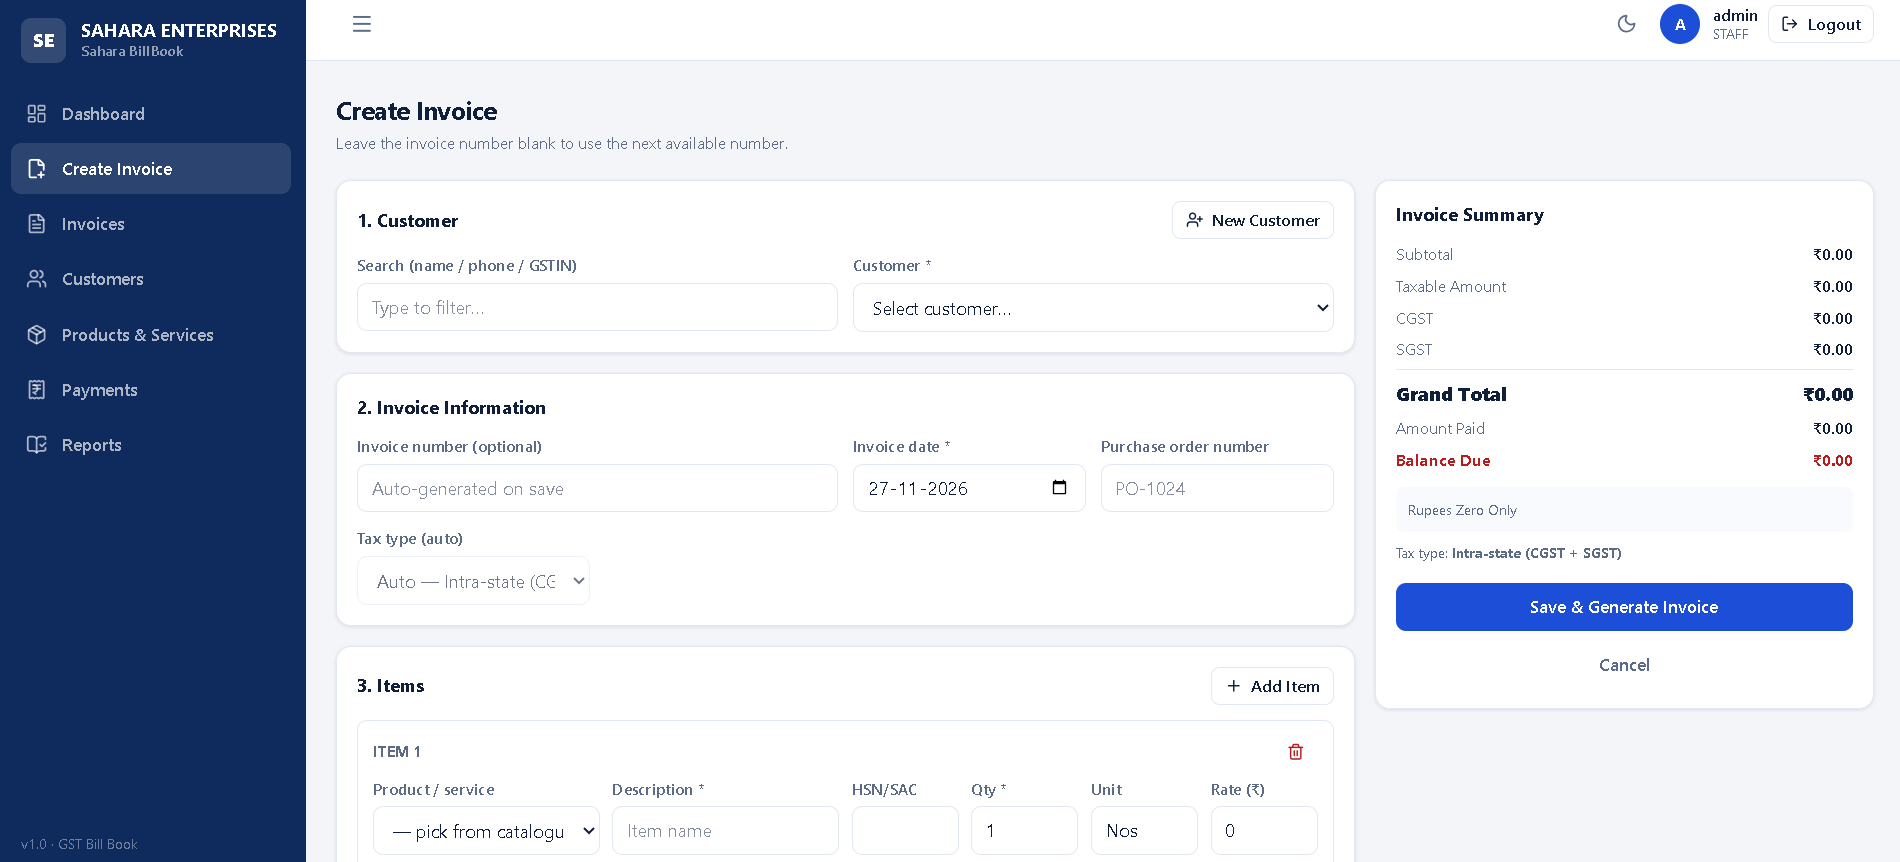 SE
SAHARA ENTERPRISES
Sahara BillBook
Dashboard
Create Invoice
Invoices
Customers
Products & Services
Payments
Reports
v1.0 · GST Bill Book
A
admin
STAFF
Logout
Create Invoice
Leave the invoice number blank to use the next available number.
1. Customer
New Customer
Search (name / phone / GSTIN)
Customer *
Type to filter...
Select customer...
2. Invoice Information
Invoice number (optional)
Invoice date *
Purchase order number
Auto-generated on save
27-11-2026
PO-1024
Tax type (auto)
Auto — Intra-state (CG
3. Items
Add Item
ITEM 1
Product / service
Description *
HSN/SAC
Qty *
Unit
Rate (₹)
— pick from catalogu
Item name
1
Nos
0
Invoice Summary
Subtotal ₹0.00
Taxable Amount ₹0.00
CGST ₹0.00
SGST ₹0.00
Grand Total ₹0.00
Amount Paid ₹0.00
Balance Due ₹0.00
Rupees Zero Only
Tax type: Intra-state (CGST + SGST)
Save & Generate Invoice
Cancel